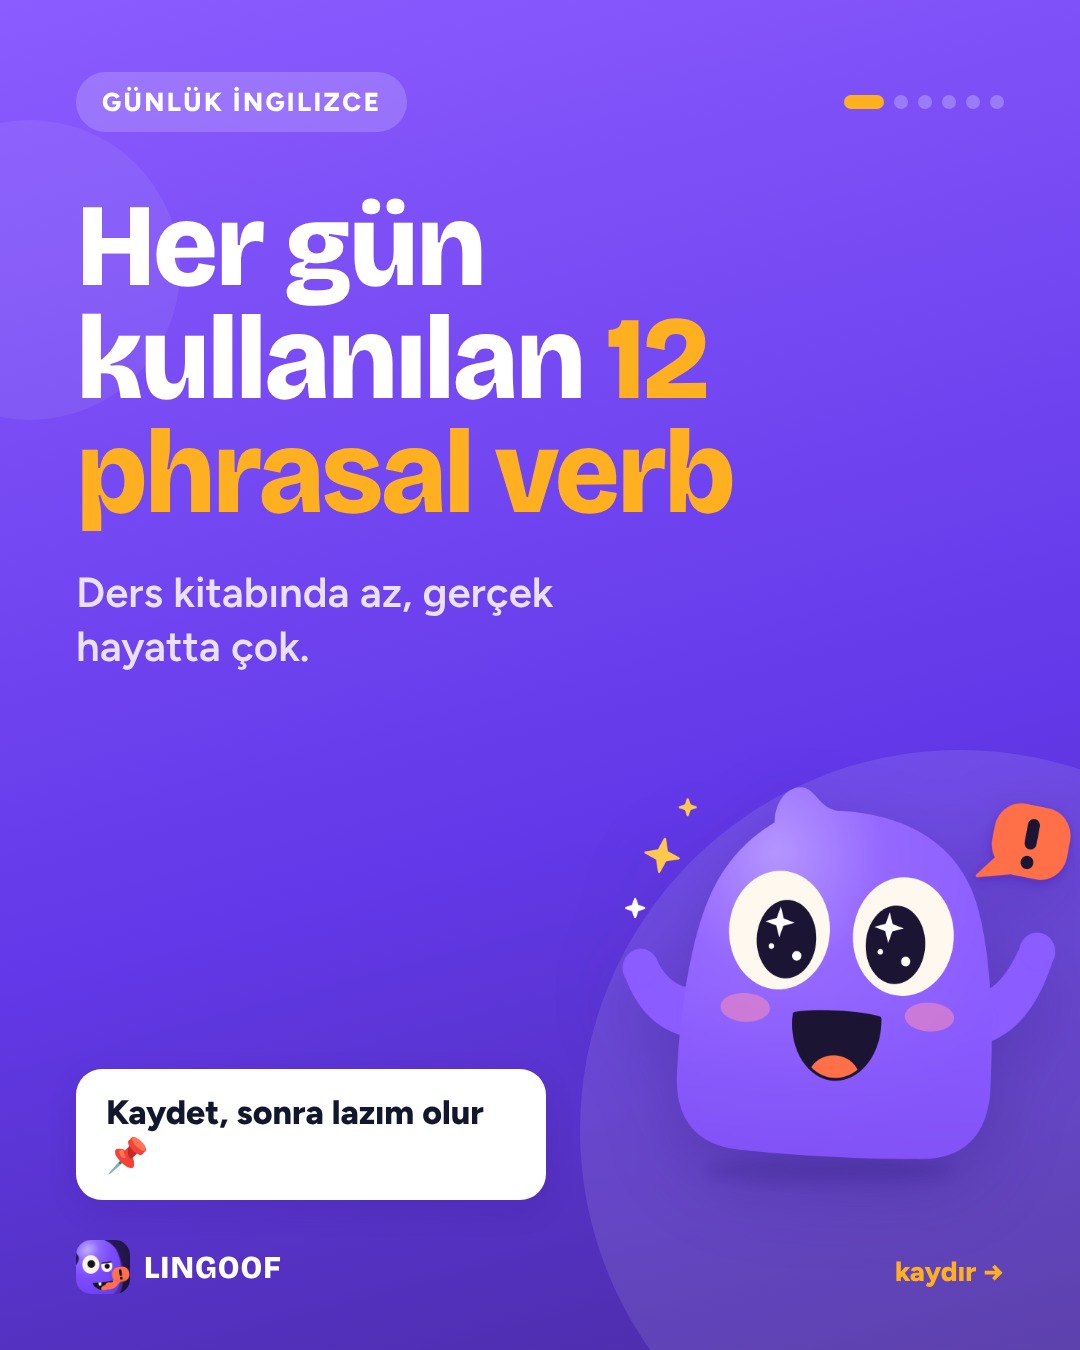 GÜNLÜK İNGILIZCE
Her gün
kullanılan 12
phrasal verb
Ders kitabında az, gerçek
hayatta çok.
!
Kaydet, sonra lazım olur
📌
LINGOOF
kaydır →